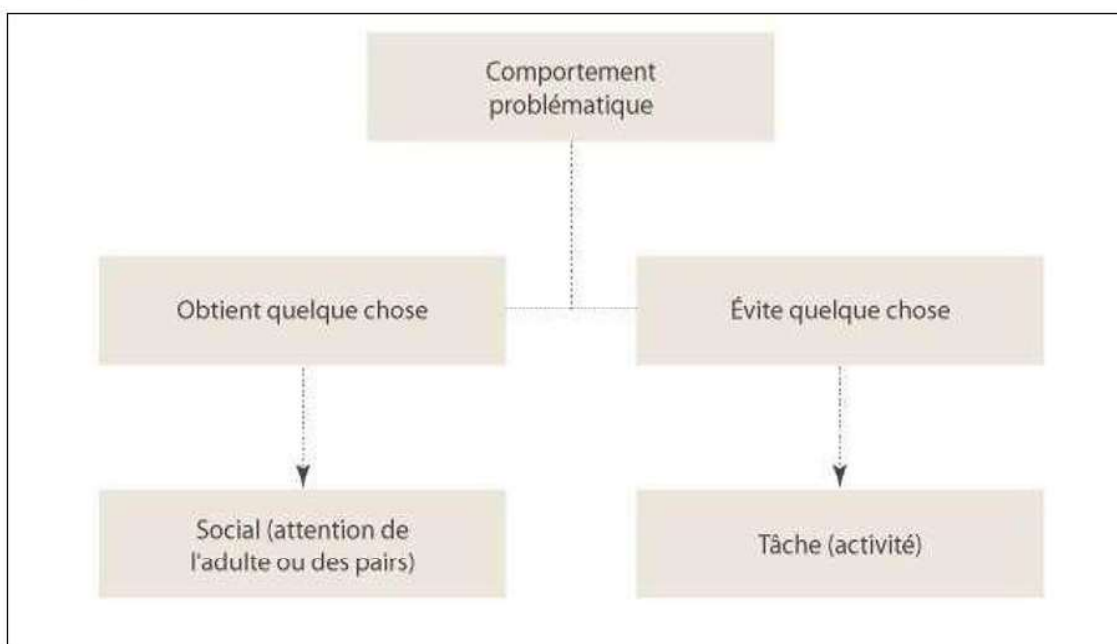 Comportement
problématique
Obtient quelque chose
Évite quelque chose
Social (attention de
l'adulte ou des pairs)
Tâche (activité)